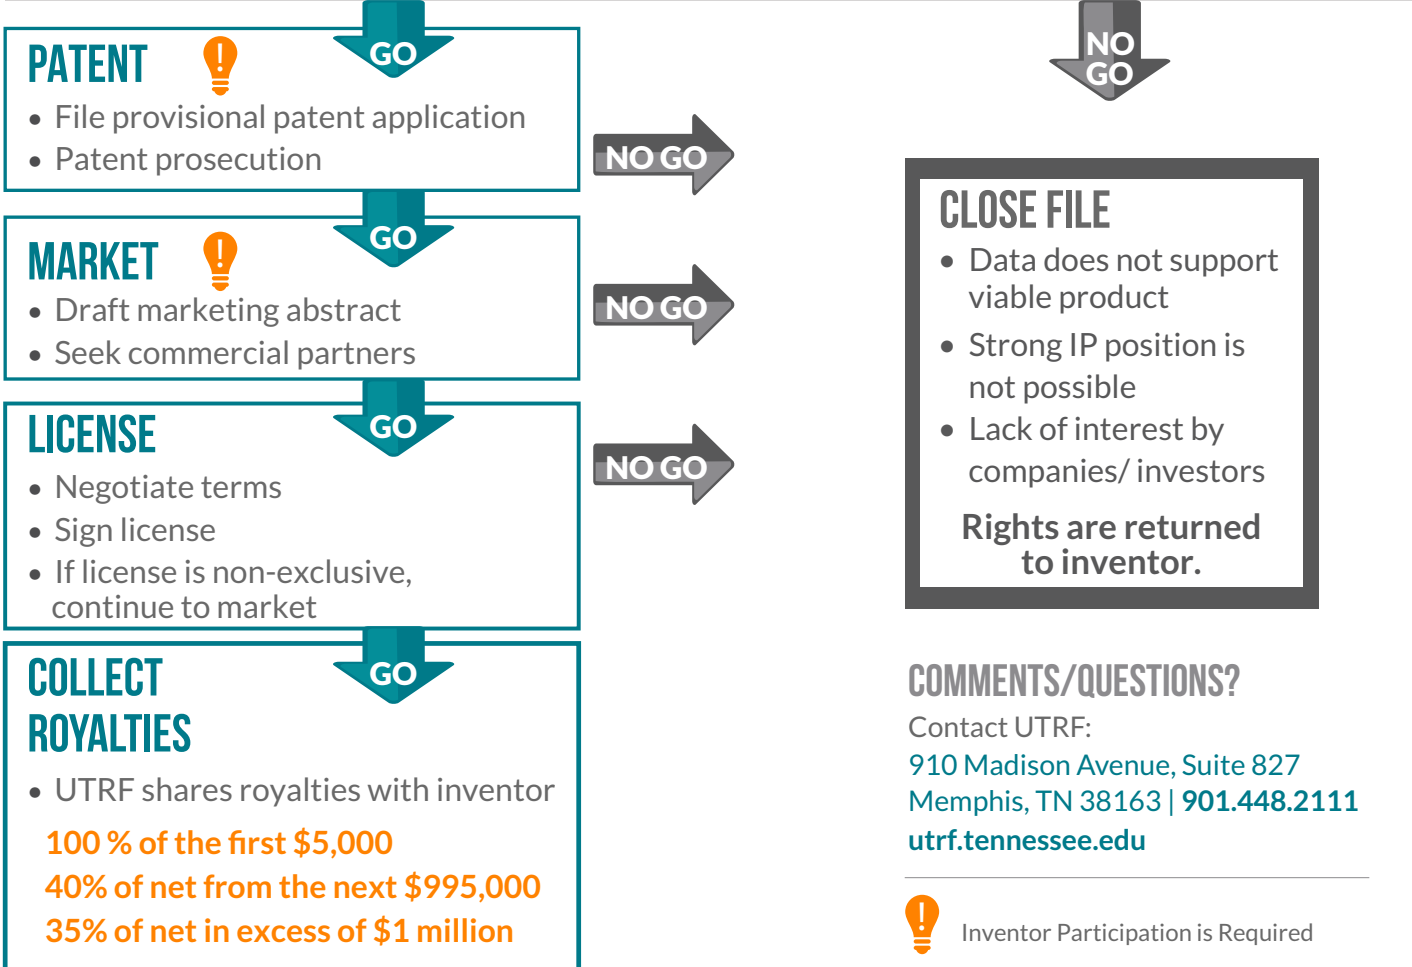 GO
PATENT
• File provisional patent application
• Patent prosecution
NO GO
GO
MARKET
• Draft marketing abstract
• Seek commercial partners
NO GO
GO
LICENSE
• Negotiate terms
• Sign license
• If license is non-exclusive,
continue to market
NO GO
GO
COLLECT
ROYALTIES
• UTRF shares royalties with inventor
100 % of the first $5,000
40% of net from the next $995,000
35% of net in excess of $1 million
NO
GO
CLOSE FILE
• Data does not support
viable product
• Strong IP position is
not possible
• Lack of interest by
companies/ investors
Rights are returned
to inventor.
COMMENTS/QUESTIONS?
Contact UTRF:
910 Madison Avenue, Suite 827
Memphis, TN 38163 | 901.448.2111
utrf.tennessee.edu
Inventor Participation is Required